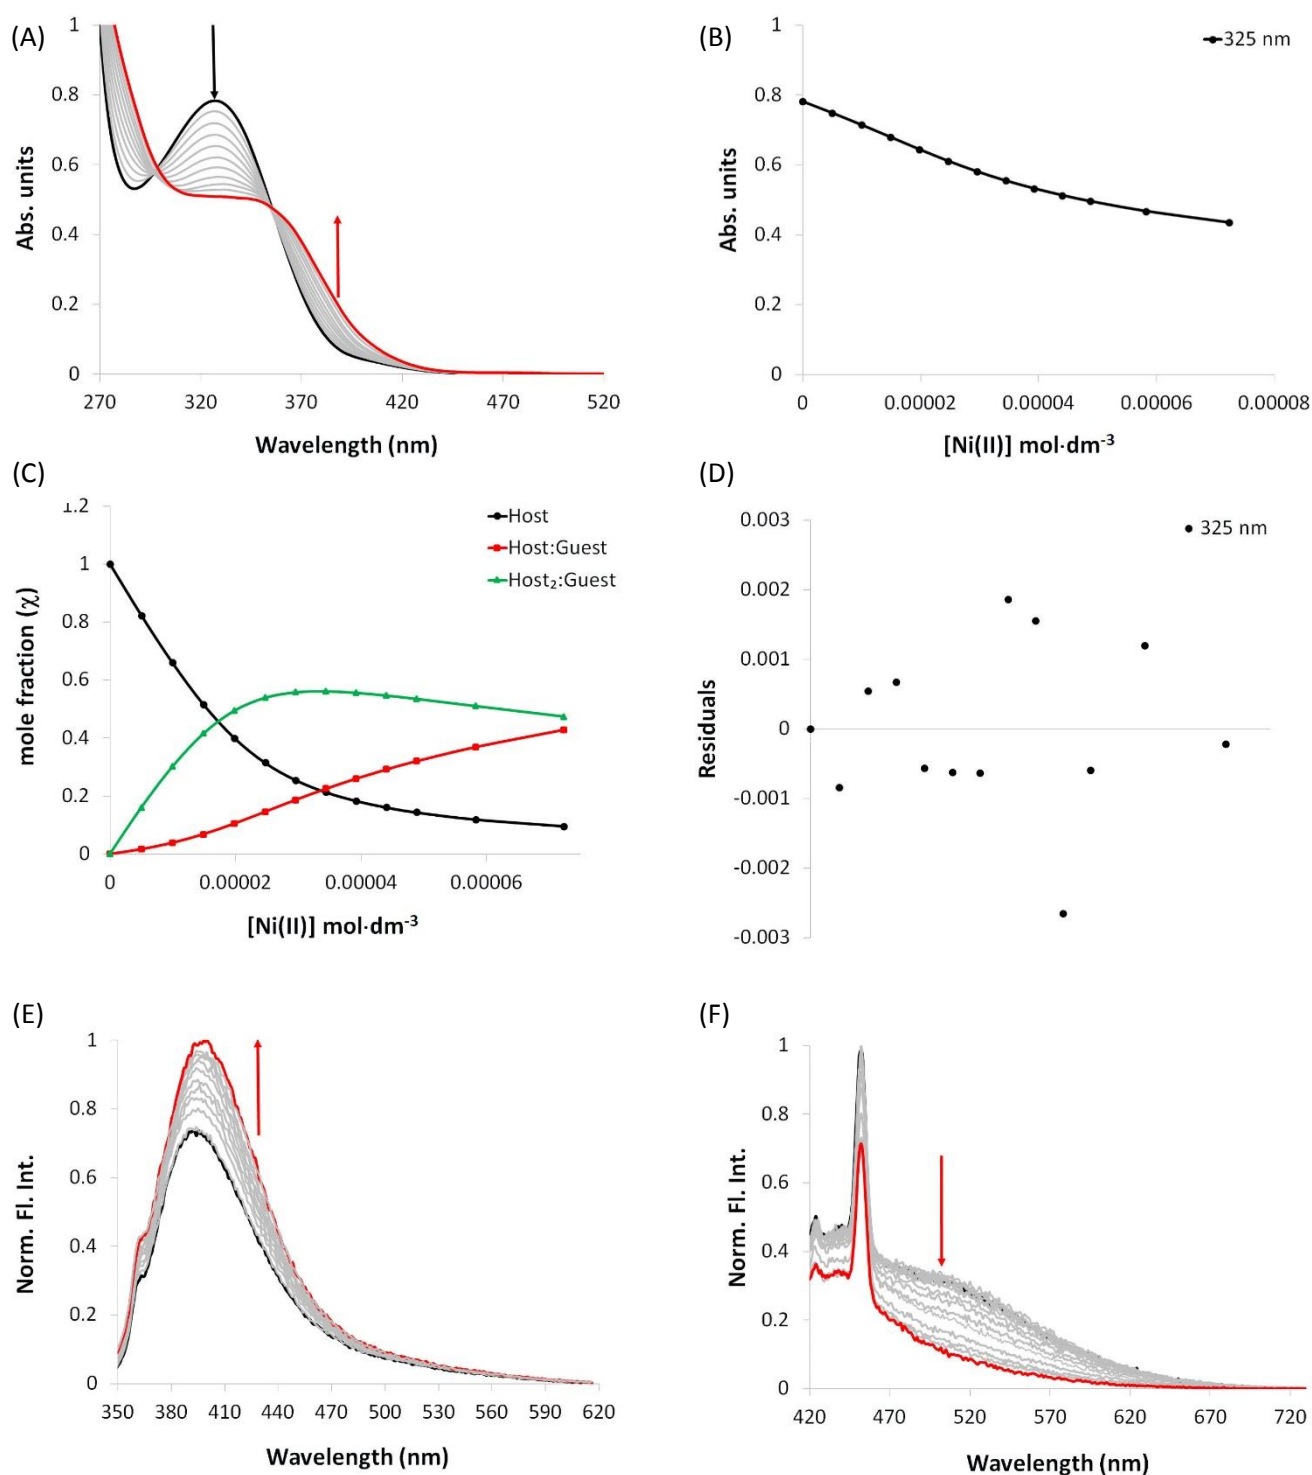 (A)
1
0.8
0.6
0.4
0.2
0
Abs. units
270 320 370 420 470 520
Wavelength (nm)
(B)
325 nm
1
0.8
0.6
0.4
0.2
0
Abs. units
0 0.00002 0.00004 0.00006 0.00008
[Ni(II)] mol·dm⁻³
(C)
1.2
1
0.8
0.6
0.4
0.2
0
mole fraction (χ)
Host
Host:Guest
Host₂:Guest
0 0.00002 0.00004 0.00006
[Ni(II)] mol·dm⁻³
(D)
325 nm
0.003
0.002
0.001
0
-0.001
-0.002
-0.003
Residuals
(E)
1
0.8
0.6
0.4
0.2
0
Norm. Fl. Int.
350 380 410 440 470 500 530 560 590 620
Wavelength (nm)
(F)
1
0.8
0.6
0.4
0.2
0
Norm. Fl. Int.
420 470 520 570 620 670 720
Wavelength (nm)